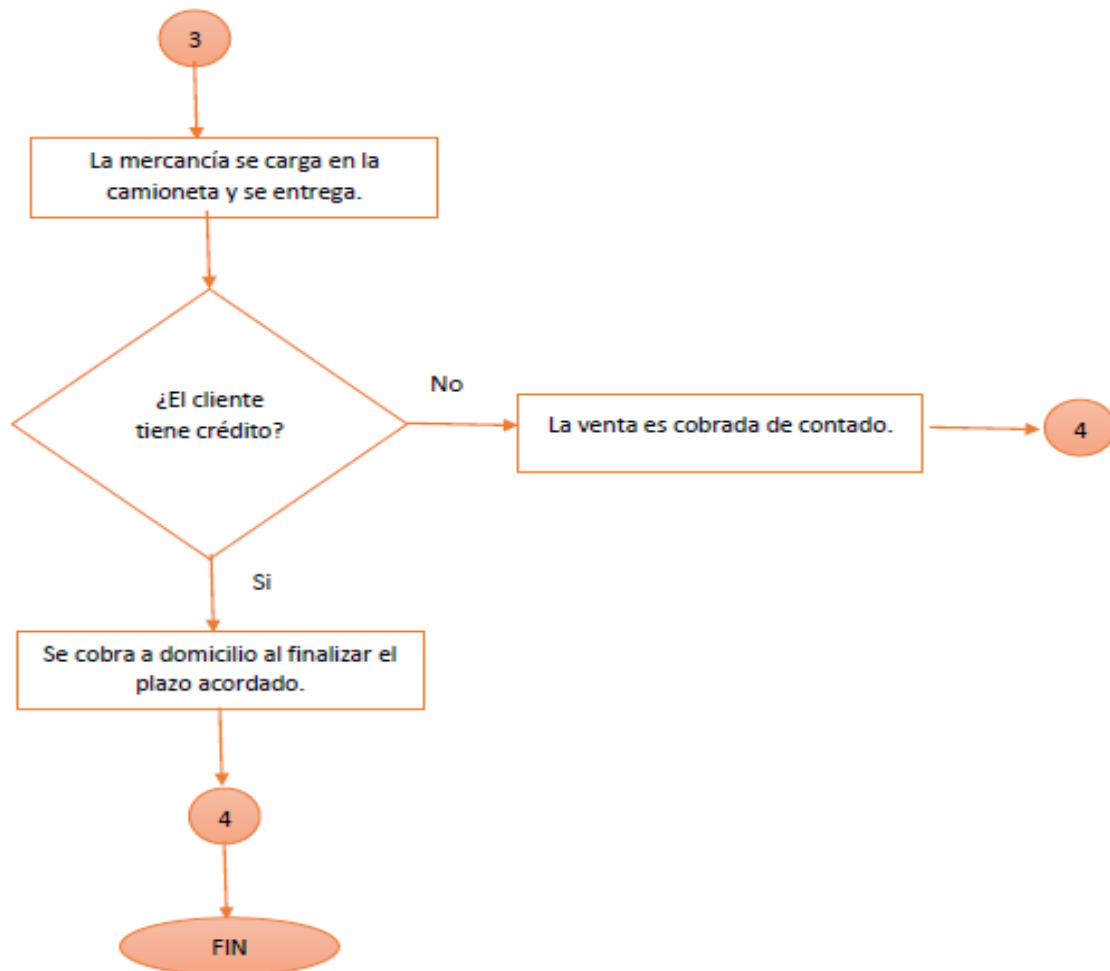 3
La mercancía se carga en la
camioneta y se entrega.
¿El cliente
tiene crédito?
No
La venta es cobrada de contado.
4
Si
Se cobra a domicilio al finalizar el
plazo acordado.
4
FIN